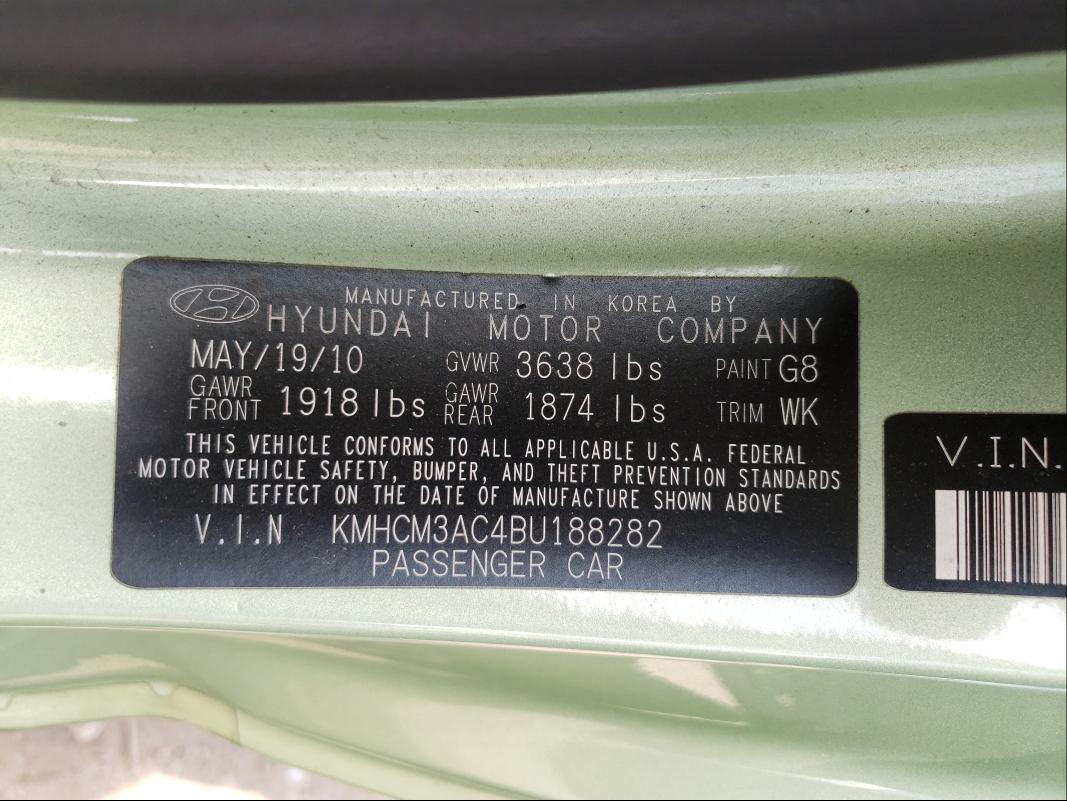 MANUFACTURED IN KOREA BY
HYUNDAI MOTOR COMPANY
MAY/19/10 GVWR 3638 lbs PAINT G8
GAWR FRONT 1918 lbs GAWR REAR 1874 lbs TRIM WK
THIS VEHICLE CONFORMS TO ALL APPLICABLE U.S.A. FEDERAL
MOTOR VEHICLE SAFETY, BUMPER, AND THEFT PREVENTION STANDARDS
IN EFFECT ON THE DATE OF MANUFACTURE SHOWN ABOVE
V.I.N KMHCM3AC4BU188282
PASSENGER CAR
V.I.N.